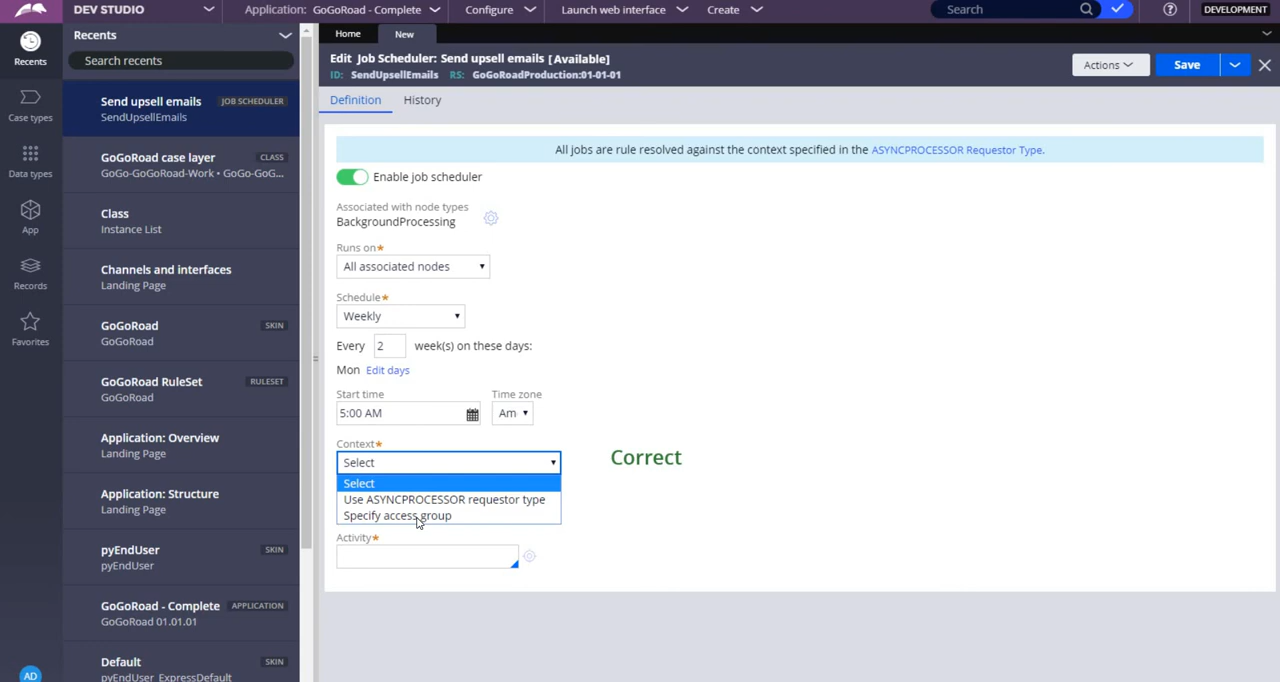 DEV STUDIO
Application: GoGoRoad - Complete
Configure
Launch web interface
Create
Search
DEVELOPMENT
Recents
Case types
Data types
App
Records
Favorites
AD
Recents
Search recents
Send upsell emails JOB SCHEDULER
SendUpsellEmails
GoGoRoad case layer CLASS
GoGo-GoGoRoad-Work • GoGo-GoG...
Class
Instance List
Channels and interfaces
Landing Page
GoGoRoad SKIN
GoGoRoad
GoGoRoad RuleSet RULESET
GoGoRoad
Application: Overview
Landing Page
Application: Structure
Landing Page
pyEndUser SKIN
pyEndUser
GoGoRoad - Complete APPLICATION
GoGoRoad 01.01.01
Default SKIN
pyEndUser_ExpressDefault
Home New
Edit Job Scheduler: Send upsell emails [Available]
ID: SendUpsellEmails RS: GoGoRoadProduction:01-01-01
Actions Save
Definition History
All jobs are rule resolved against the context specified in the ASYNCPROCESSOR Requestor Type.
Enable job scheduler
Associated with node types
BackgroundProcessing
Runs on*
All associated nodes
Schedule*
Weekly
Every 2 week(s) on these days:
Mon Edit days
Start time Time zone
5:00 AM Am
Context*
Select Correct
Select
Use ASYNCPROCESSOR requestor type
Specify access group
Activity*